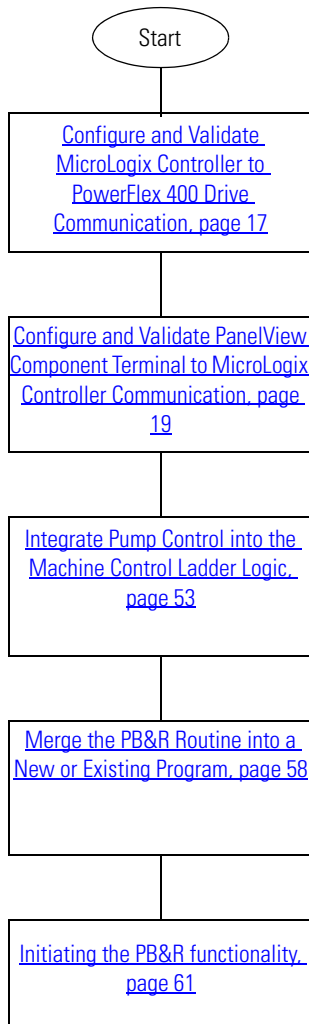 Start
Configure and Validate
MicroLogix Controller to
PowerFlex 400 Drive
Communication, page 17
Configure and Validate PanelView
Component Terminal to MicroLogix
Controller Communication, page
19
Integrate Pump Control into the
Machine Control Ladder Logic,
page 53
Merge the PB&R Routine into a
New or Existing Program, page 58
Initiating the PB&R functionality,
page 61